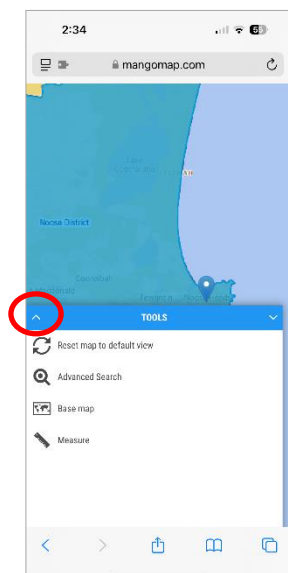 2:34
mangomap.com
Noosa District
TOOLS
Reset map to default view
Advanced Search
Base map
Measure